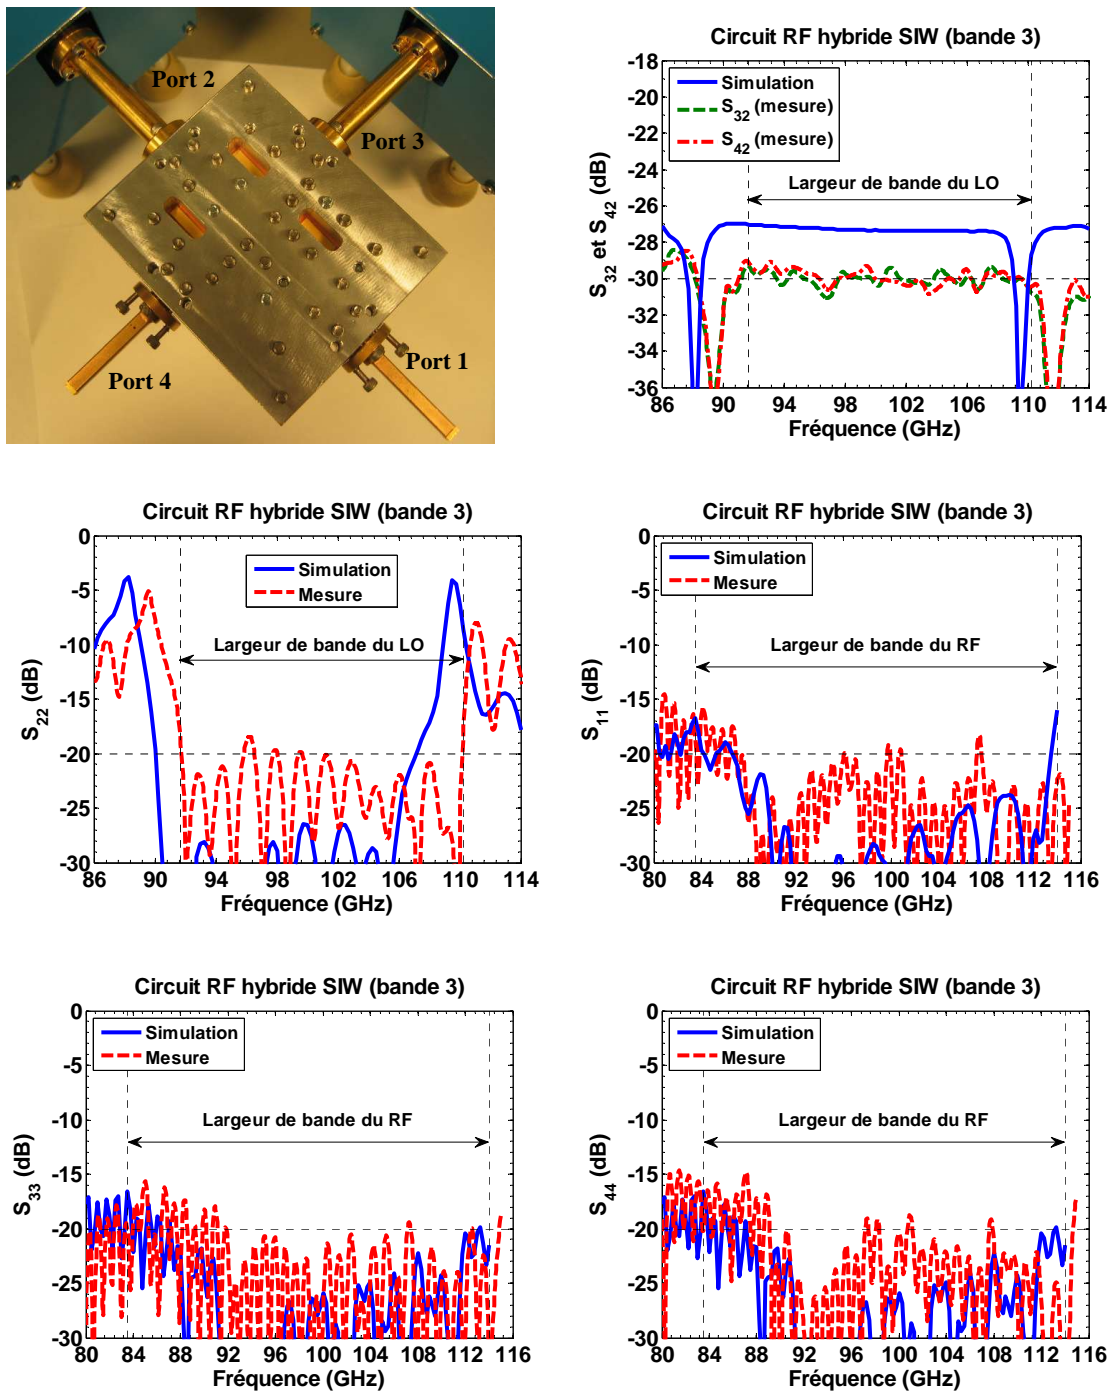 Port 2
Port 3
Port 1
Port 4
Circuit RF hybride SIW (bande 3)
Simulation
S32 (mesure)
S42 (mesure)
Largeur de bande du LO
-18
-20
-22
-24
-26
-28
-30
-32
-34
-36
86 90 94 98 102 106 110 114
S32 et S42 (dB)
Fréquence (GHz)
Circuit RF hybride SIW (bande 3)
Simulation
Mesure
Largeur de bande du LO
0
-5
-10
-15
-20
-25
-30
86 90 94 98 102 106 110 114
S22 (dB)
Fréquence (GHz)
Circuit RF hybride SIW (bande 3)
Simulation
Mesure
Largeur de bande du RF
0
-5
-10
-15
-20
-25
-30
80 84 88 92 96 100 104 108 112 116
S11 (dB)
Fréquence (GHz)
Circuit RF hybride SIW (bande 3)
Simulation
Mesure
Largeur de bande du RF
0
-5
-10
-15
-20
-25
-30
80 84 88 92 96 100 104 108 112 116
S33 (dB)
Fréquence (GHz)
Circuit RF hybride SIW (bande 3)
Simulation
Mesure
Largeur de bande du RF
0
-5
-10
-15
-20
-25
-30
80 84 88 92 96 100 104 108 112 116
S44 (dB)
Fréquence (GHz)